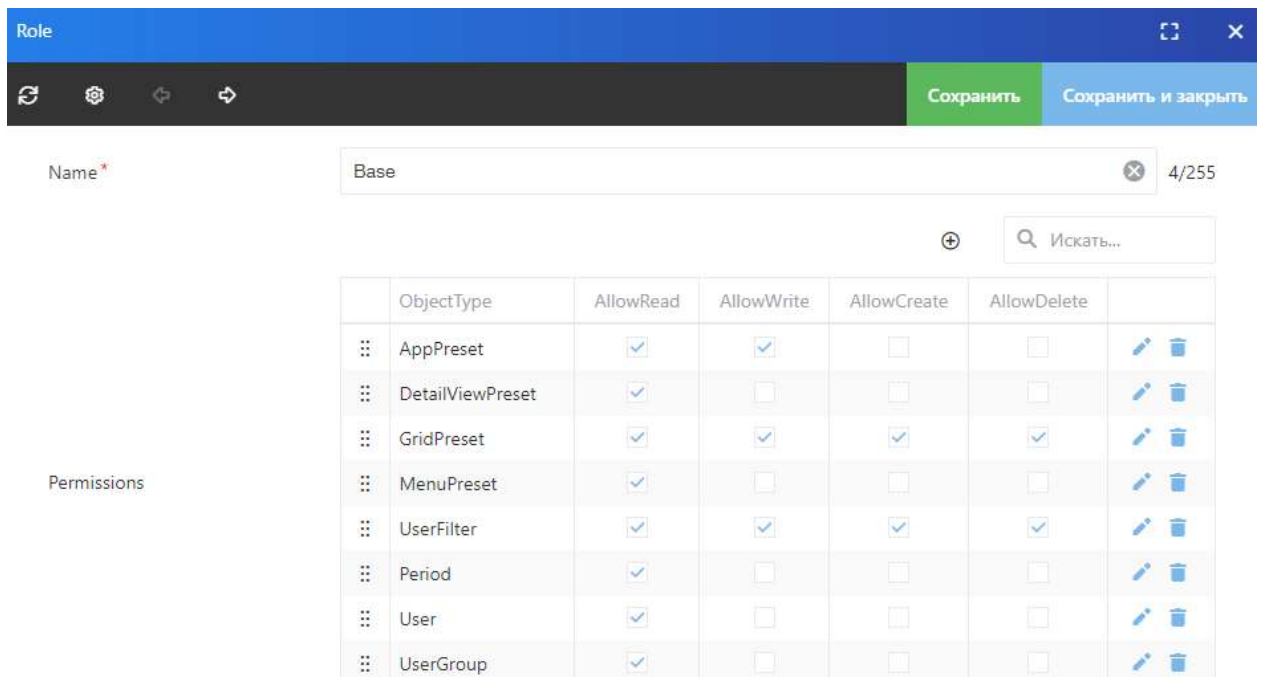 Role
Сохранить Сохранить и закрыть
Name* Base 4/255
Искать...
ObjectType AllowRead AllowWrite AllowCreate AllowDelete
AppPreset
DetailViewPreset
GridPreset
MenuPreset
Permissions
UserFilter
Period
User
UserGroup